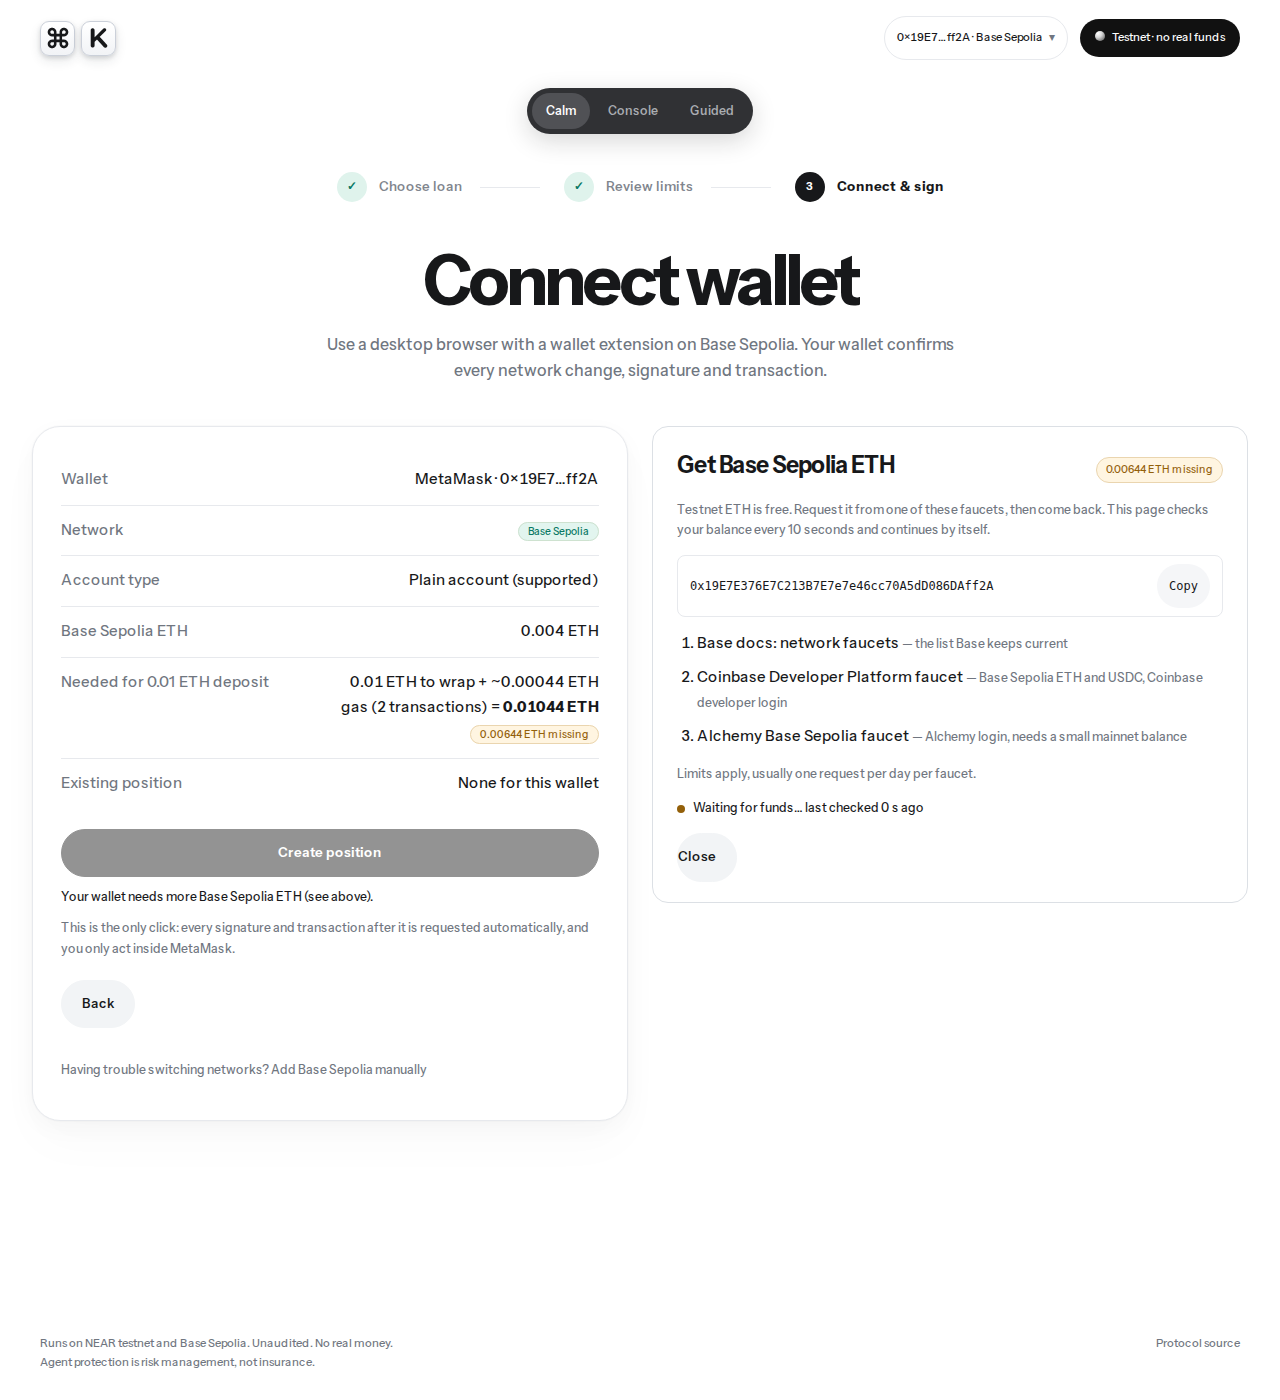 ⌘ K
0×19E7…ff2A · Base Sepolia ▾
Testnet · no real funds
Calm
Console
Guided
✓ Choose loan
✓ Review limits
3 Connect & sign
Connect wallet
Use a desktop browser with a wallet extension on Base Sepolia. Your wallet confirms
every network change, signature and transaction.
Wallet
MetaMask · 0×19E7…ff2A
Network
Base Sepolia
Account type
Plain account (supported)
Base Sepolia ETH
0.004 ETH
Needed for 0.01 ETH deposit
0.01 ETH to wrap + ~0.00044 ETH
gas (2 transactions) = 0.01044 ETH
0.00644 ETH missing
Existing position
None for this wallet
Create position
Your wallet needs more Base Sepolia ETH (see above).
This is the only click: every signature and transaction after it is requested automatically, and
you only act inside MetaMask.
Back
Having trouble switching networks? Add Base Sepolia manually
Get Base Sepolia ETH
0.00644 ETH missing
Testnet ETH is free. Request it from one of these faucets, then come back. This page checks
your balance every 10 seconds and continues by itself.
0x19E7E376E7C213B7E7e7e46cc70A5dD086DAff2A
Copy
1. Base docs: network faucets — the list Base keeps current
2. Coinbase Developer Platform faucet — Base Sepolia ETH and USDC, Coinbase
developer login
3. Alchemy Base Sepolia faucet — Alchemy login, needs a small mainnet balance
Limits apply, usually one request per day per faucet.
Waiting for funds… last checked 0 s ago
Close
Runs on NEAR testnet and Base Sepolia. Unaudited. No real money.
Agent protection is risk management, not insurance.
Protocol source